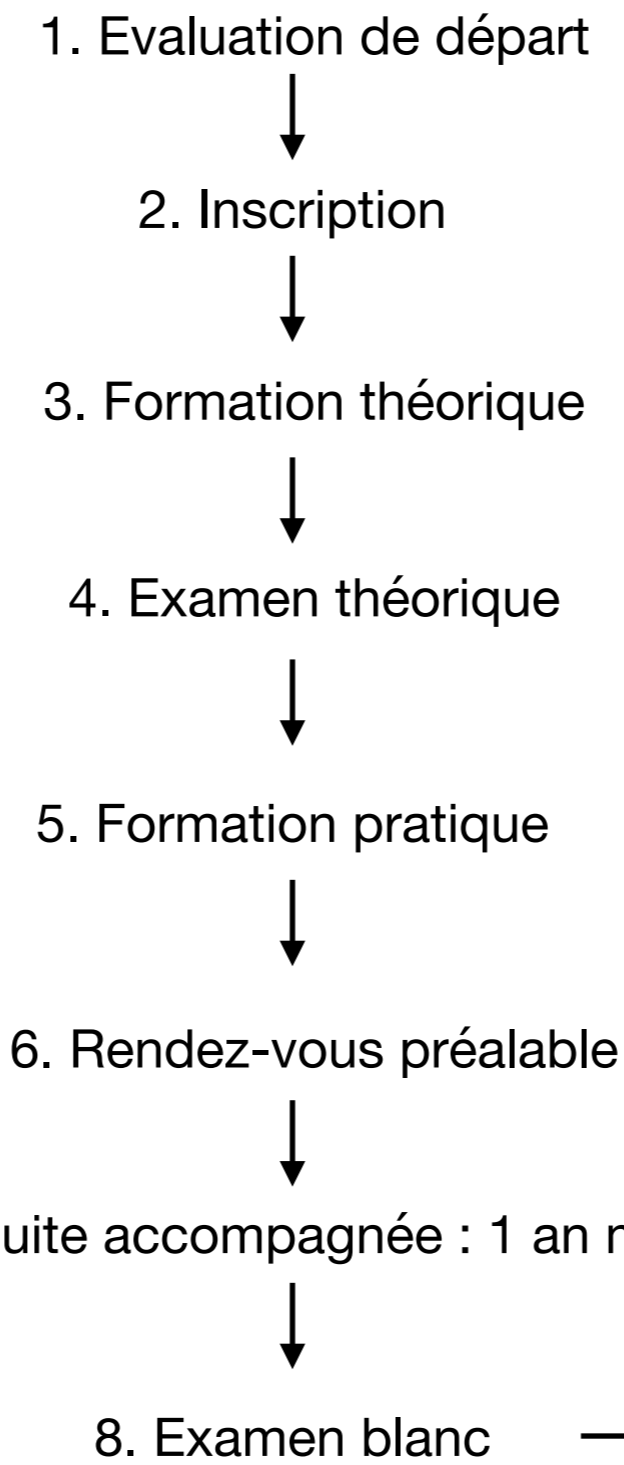 1. Evaluation de départ
2. Inscription
3. Formation théorique
4. Examen théorique
5. Formation pratique
6. Rendez-vous préalable
uite accompagnée : 1 an
8. Examen blanc